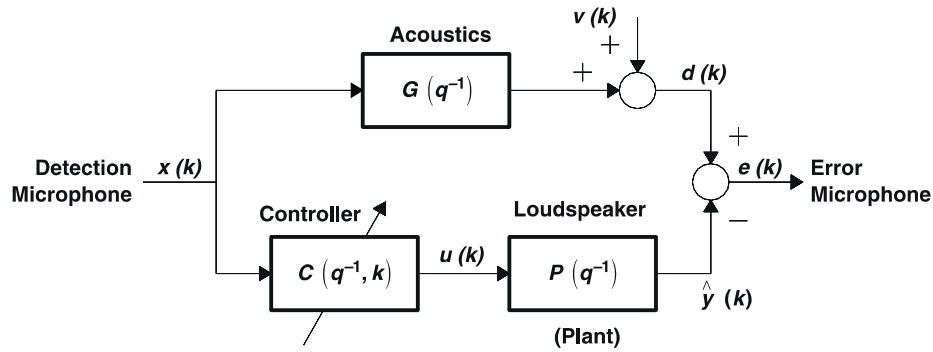 v (k)
Acoustics
+
G (q⁻¹)
+
d (k)
+
Detection
Microphone
x (k)
e (k)
Error
Microphone
Controller
Loudspeaker
−
C (q⁻¹, k)
u (k)
P (q⁻¹)
ŷ (k)
(Plant)